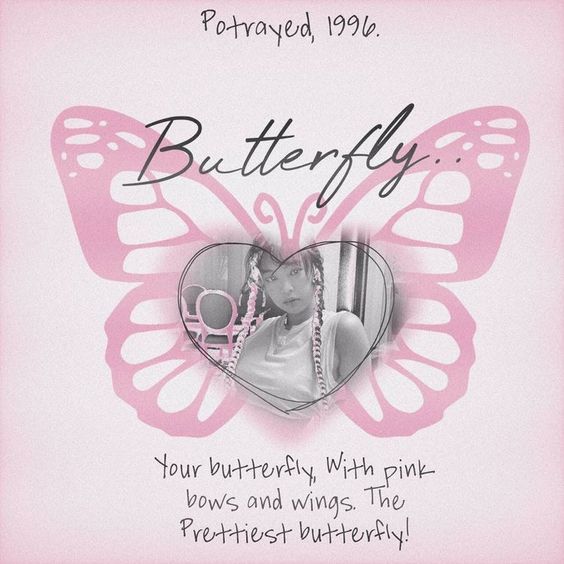 Potrayed, 1996.
Butterfly..
Your butterfly, With pink
bows and wings. The
Prettiest butterfly!